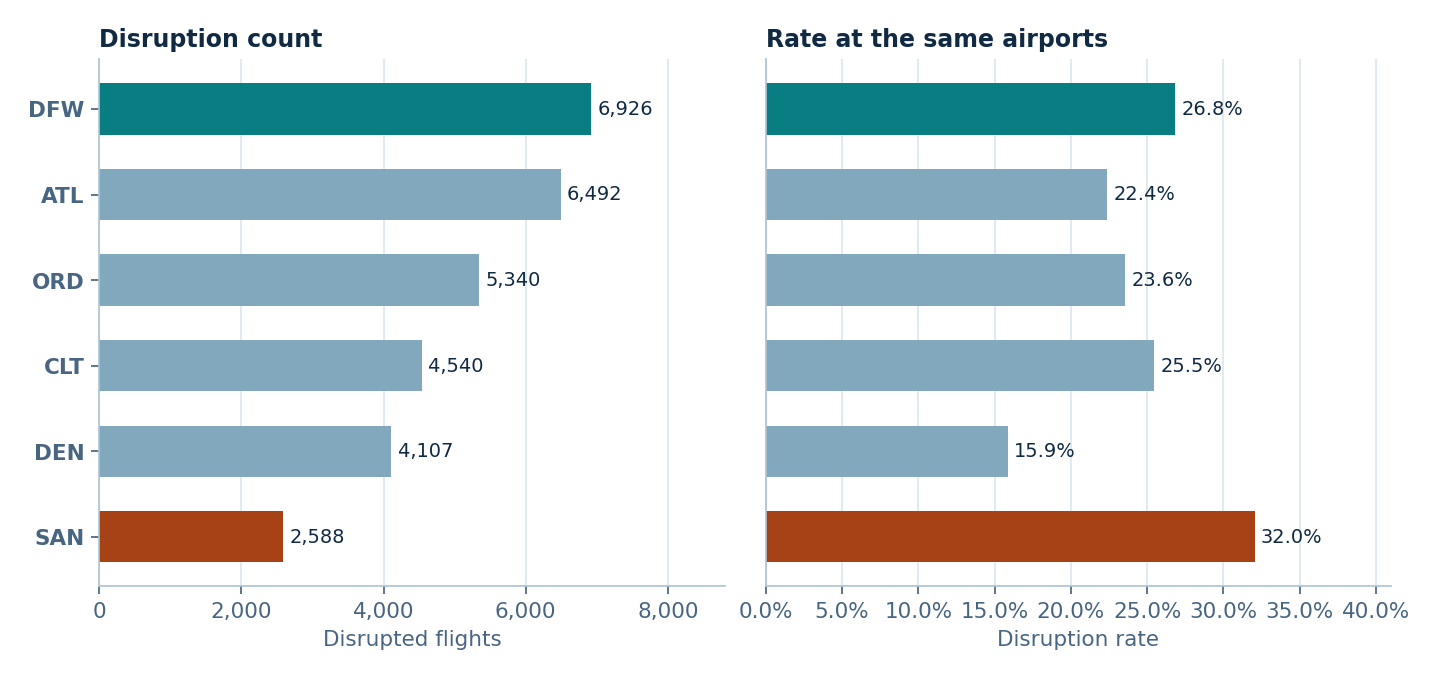 Disruption count
DFW 6,926
ATL 6,492
ORD 5,340
CLT 4,540
DEN 4,107
SAN 2,588
0 2,000 4,000 6,000 8,000
Disrupted flights
Rate at the same airports
26.8%
22.4%
23.6%
25.5%
15.9%
32.0%
0.0% 5.0% 10.0% 15.0% 20.0% 25.0% 30.0% 35.0% 40.0%
Disruption rate